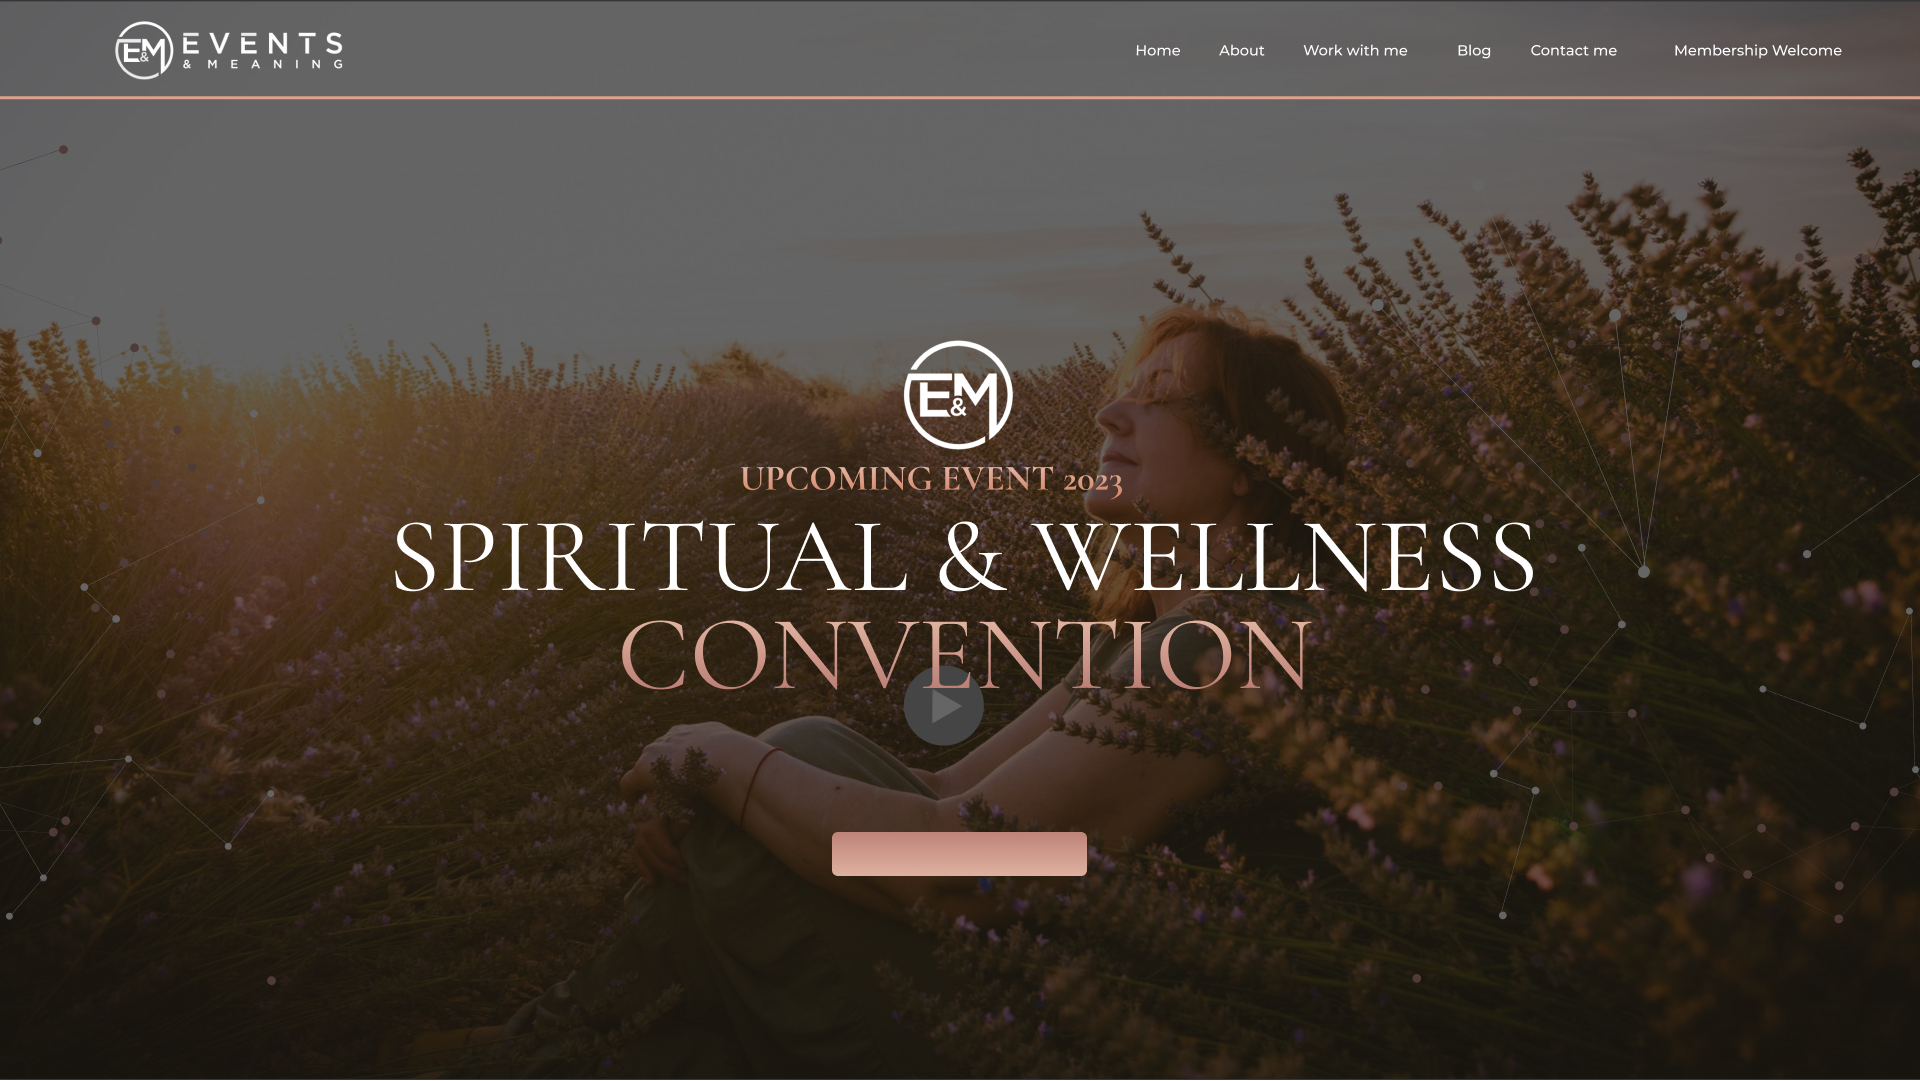 E&M EVENTS
& MEANING
Home About Work with me Blog Contact me Membership Welcome
E&M
UPCOMING EVENT 2023
SPIRITUAL & WELLNESS
CONVENTION